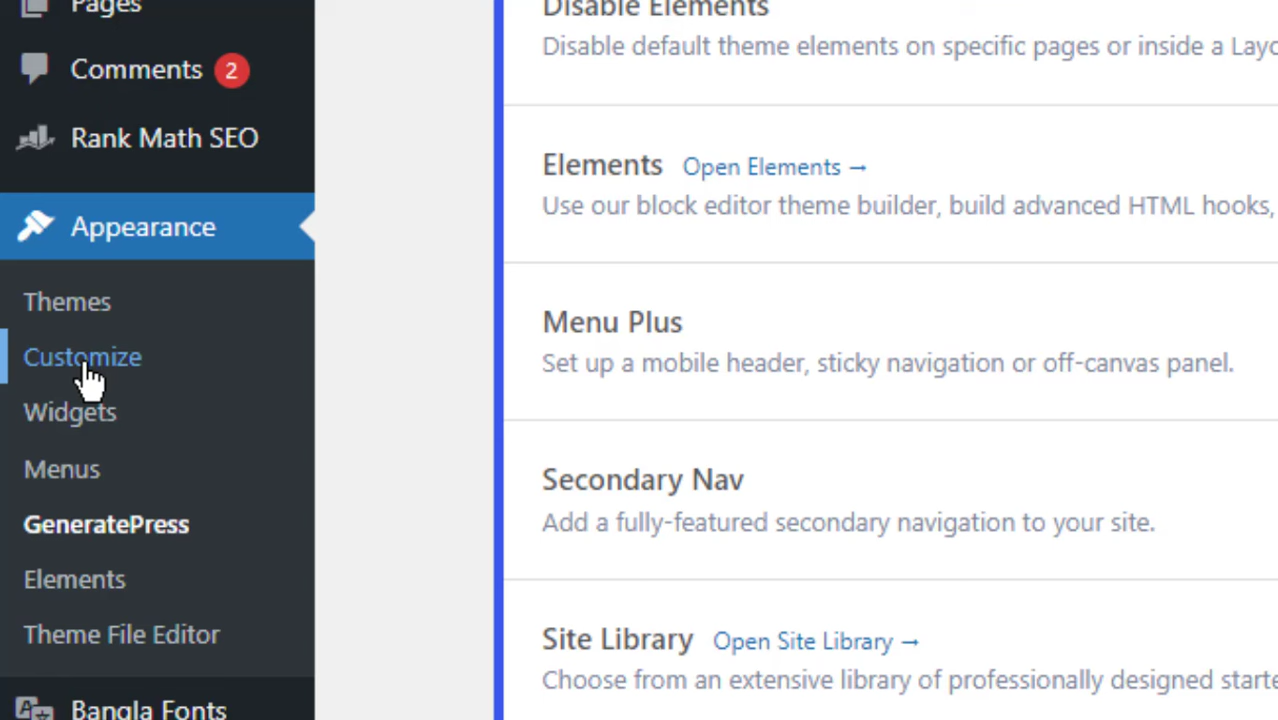 Pages
Comments 2
Rank Math SEO
Appearance
Themes
Customize
Widgets
Menus
GeneratePress
Elements
Theme File Editor
Bangla Fonts
Disable Elements
Disable default theme elements on specific pages or inside a Layo
Elements Open Elements →
Use our block editor theme builder, build advanced HTML hooks,
Menu Plus
Set up a mobile header, sticky navigation or off-canvas panel.
Secondary Nav
Add a fully-featured secondary navigation to your site.
Site Library Open Site Library →
Choose from an extensive library of professionally designed starte